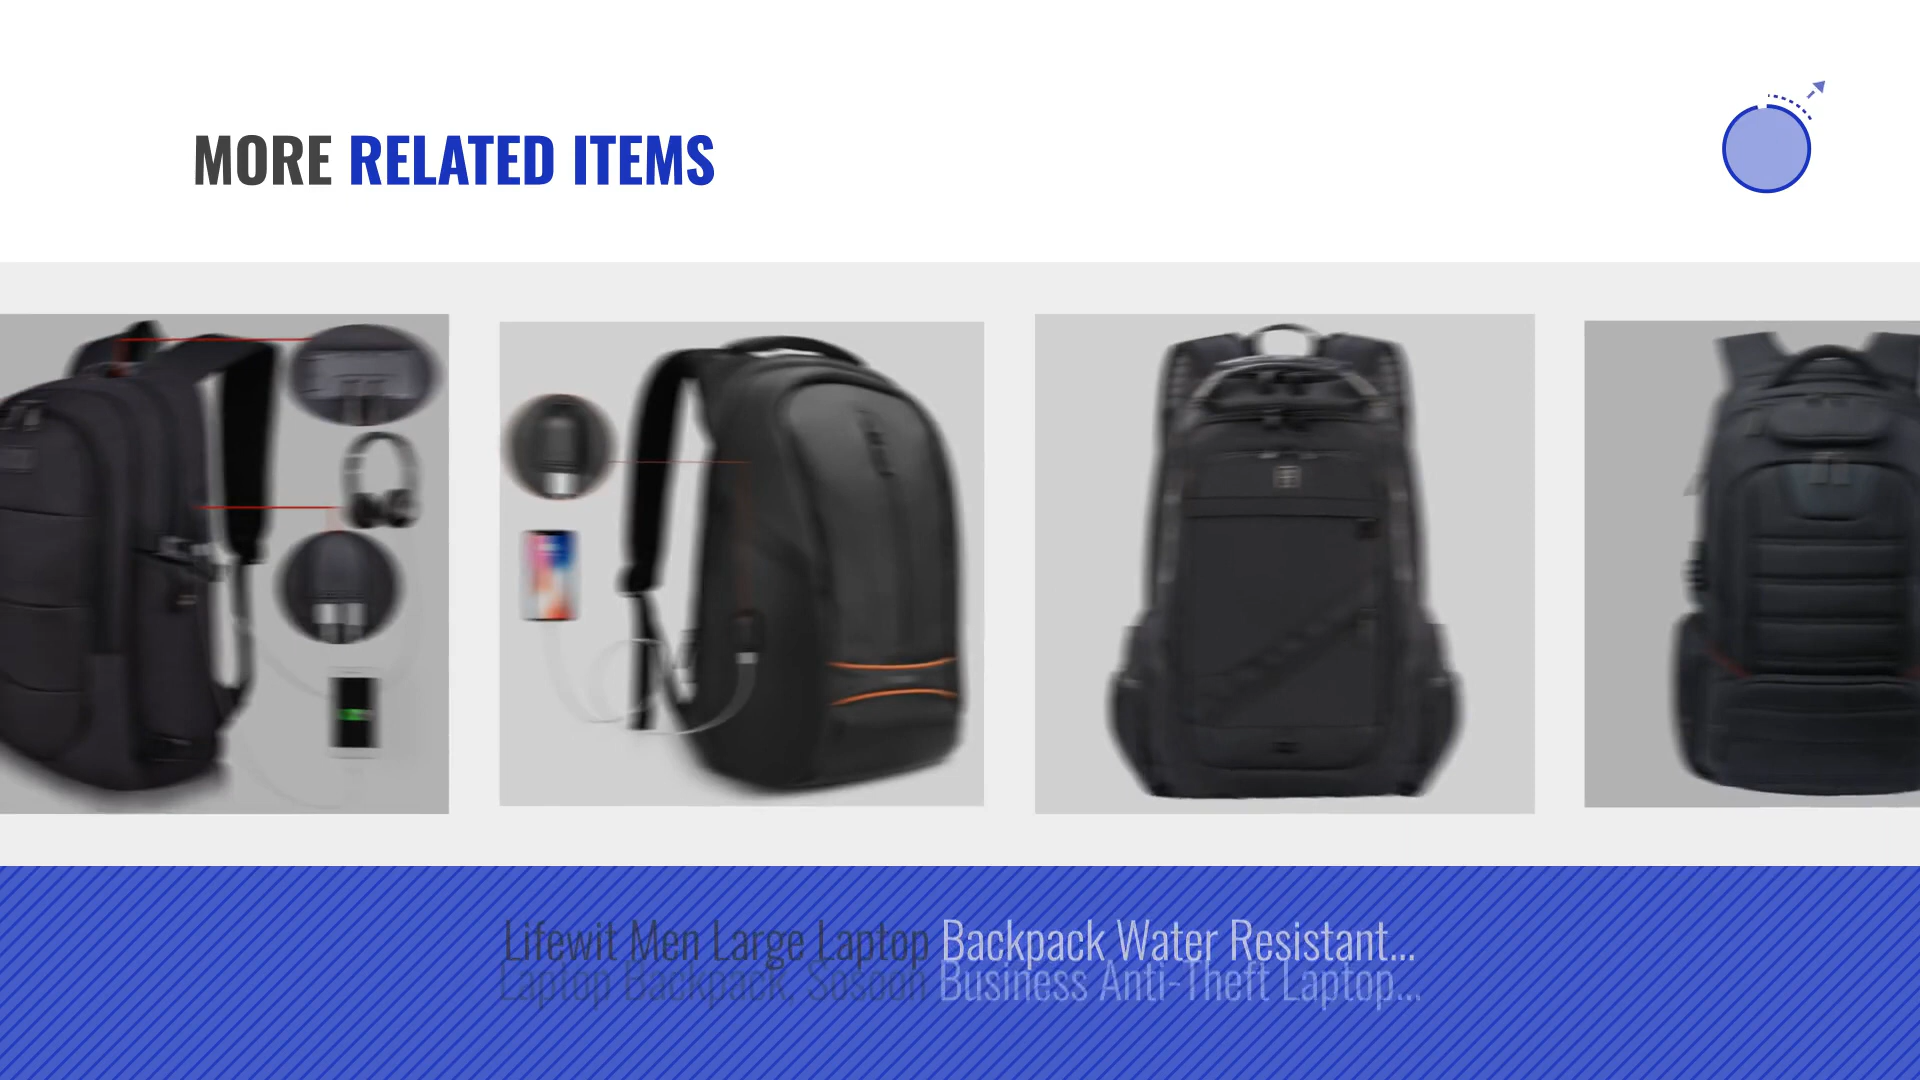 MORE RELATED ITEMS
Lifewit Men Large Laptop Backpack Water Resistant...
Laptop Backpack, Sosoon Business Anti-Theft Laptop...